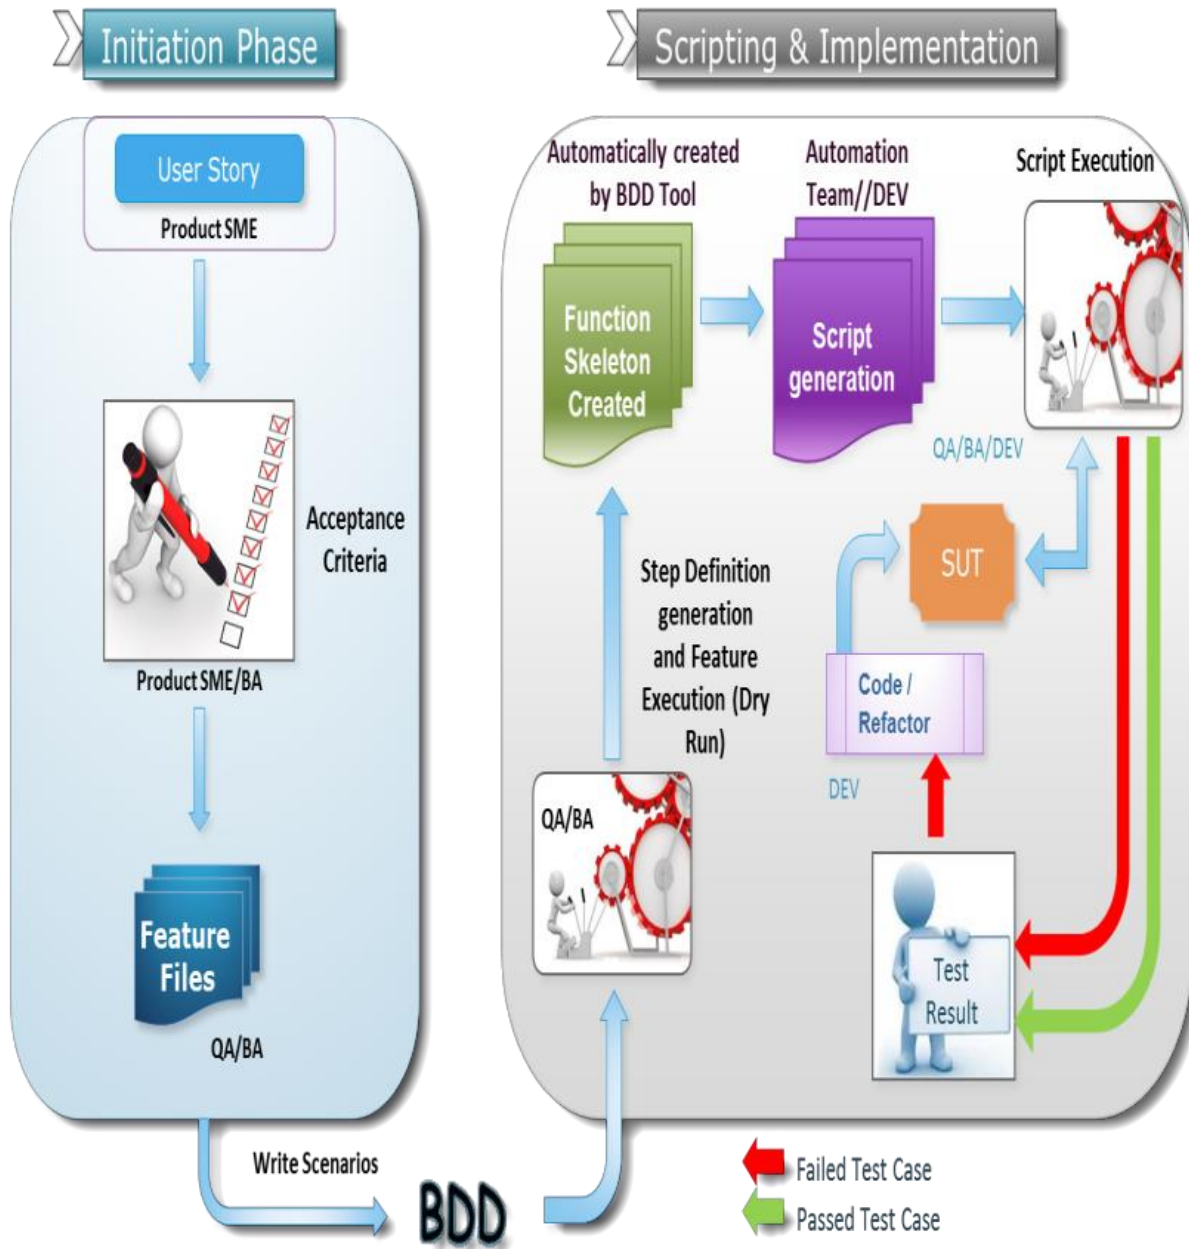 Initiation Phase
User Story
Product SME
Acceptance
Criteria
Product SME/BA
Feature
Files
QA/BA
Write Scenarios
BDD
Scripting & Implementation
Automatically created
by BDD Tool
Function
Skeleton
Created
Automation
Team//DEV
Script
generation
Script Execution
QA/BA/DEV
SUT
Step Definition
generation
and Feature
Execution (Dry
Run)
Code /
Refactor
DEV
QA/BA
Test
Result
Failed Test Case
Passed Test Case